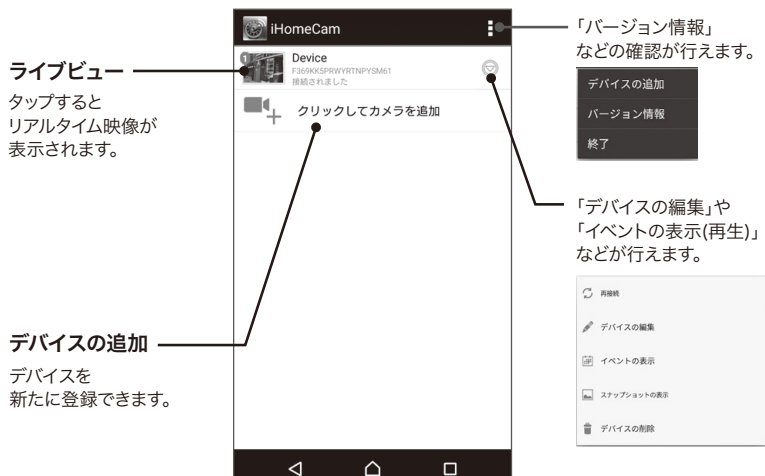 iHomeCam
1
Device
F369KK5PRWYRTNPYSM61
接続されました
クリックしてカメラを追加
ライブビュー
タップすると
リアルタイム映像が
表示されます。
デバイスの追加
デバイスを
新たに登録できます。
「バージョン情報」
などの確認が行えます。
デバイスの追加
バージョン情報
終了
「デバイスの編集」や
「イベントの表示(再生)」
などが行えます。
再接続
デバイスの編集
イベントの表示
スナップショットの表示
デバイスの削除